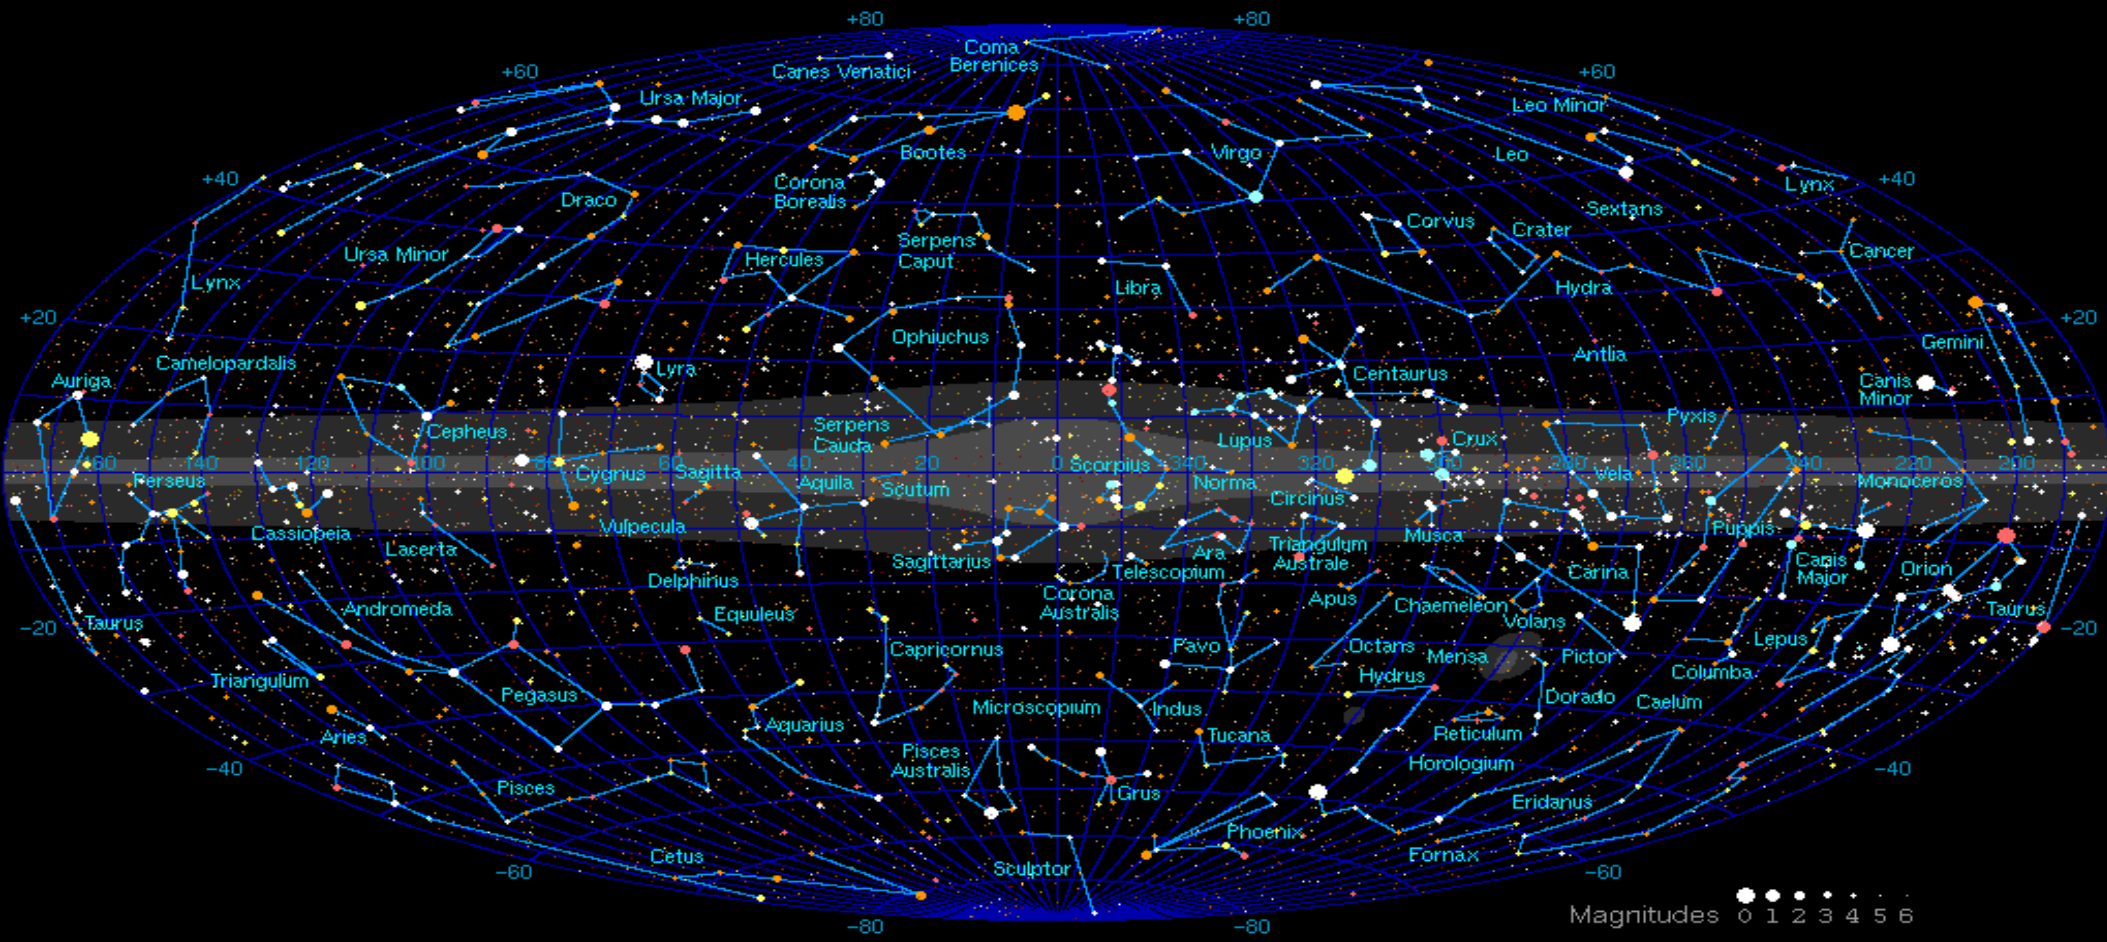 +80
+80
Coma
Berenices
Canes Venatici
+60
+60
Ursa Major
Leo Minor
Bootes
Virgo
Leo
+40
Corona
Borealis
Lynx
+40
Draco
Sextans
Corvus
Crater
Ursa Minor
Serpens
Caput
Hercules
Cancer
Lynx
Libra
Hydra
+20
+20
Ophiuchus
Gemini
Antlia
Camelopardalis
Lyra
Auriga
Centaurus
Canis
Minor
Pyxis
Cepheus
Serpens
Cauda
Lupus
Crux
160
140
120
100
80
60
40
20
0
340
320
300
280
260
240
220
200
Cygnus
Sagitta
Scorpius
Vela
Perseus
Aquila
Scutum
Norma
Monoceros
Circinus
Cassiopeia
Vulpecula
Musca
Puppis
Lacerta
Sagittarius
Ara
Triangulum
Australe
Telescopium
Carina
Canis
Major
Orion
Delphirius
Corona
Australis
Andromeda
Apus
Chaemeleon
Taurus
Equuleus
Volans
Taurus
-20
-20
Capricornus
Pavo
Octans
Mensa
Pictor
Lepus
Triangulum
Hydrus
Columba
Pegasus
Microscopium
Indus
Dorado
Caelum
Aquarius
Aries
Tucana
Reticulum
Pisces
Australis
-40
Horologium
-40
Pisces
Grus
Eridanus
Phoenix
Cetus
Sculptor
Fornax
-60
-60
-80
-80
Magnitudes 0 1 2 3 4 5 6